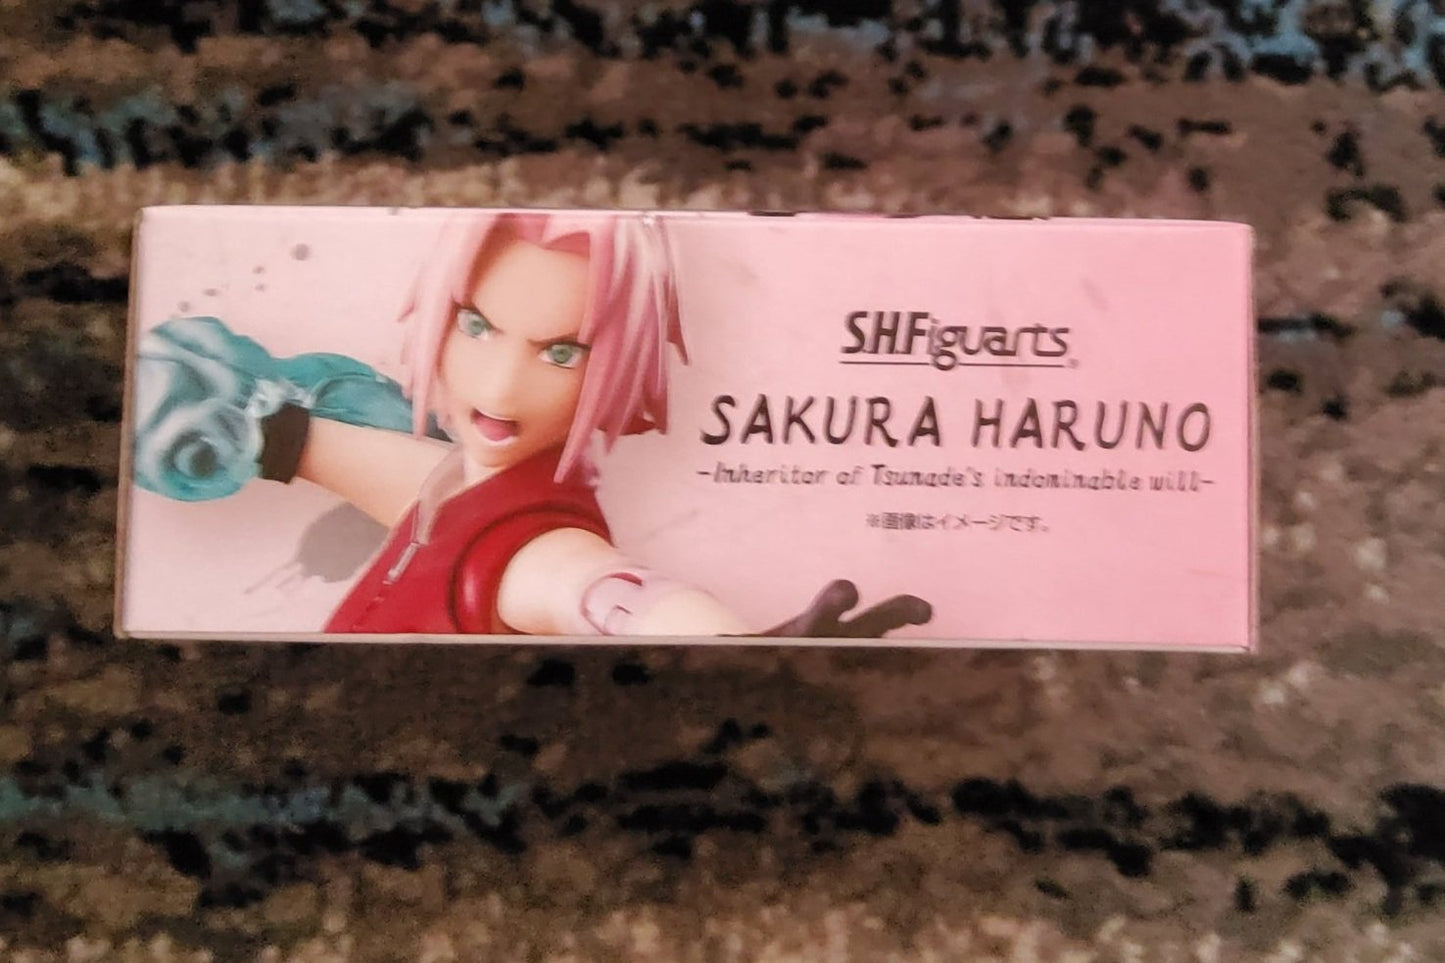 S.H.Figuarts
SAKURA HARUNO
-Inheritor of Tsunade's indominable will-
※画像はイメージです。